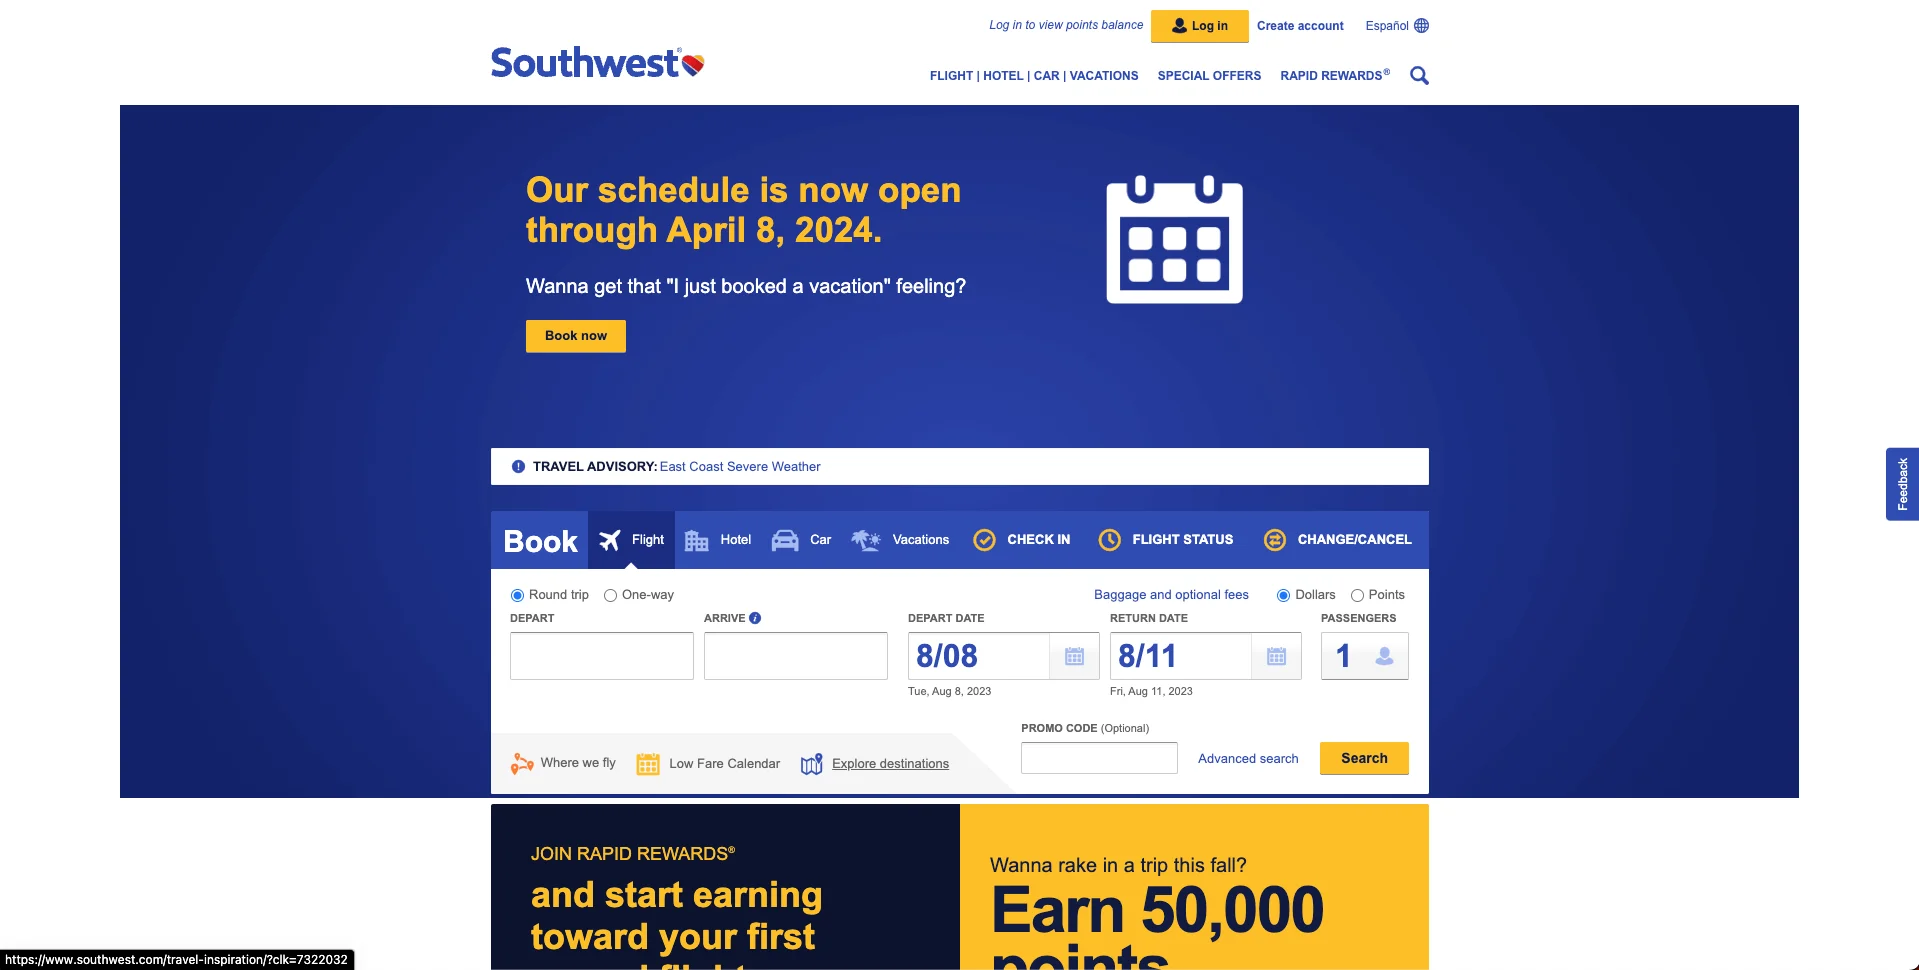 Log in to view points balance
Log in
Create account
Español
Southwest®
FLIGHT | HOTEL | CAR | VACATIONS
SPECIAL OFFERS
RAPID REWARDS®
Our schedule is now open
through April 8, 2024.
Wanna get that "I just booked a vacation" feeling?
Book now
Feedback
TRAVEL ADVISORY: East Coast Severe Weather
Book
Flight
Hotel
Car
Vacations
CHECK IN
FLIGHT STATUS
CHANGE/CANCEL
Round trip
One-way
Baggage and optional fees
Dollars
Points
DEPART
ARRIVE
DEPART DATE
RETURN DATE
PASSENGERS
8/08
8/11
1
Tue, Aug 8, 2023
Fri, Aug 11, 2023
PROMO CODE (Optional)
Where we fly
Low Fare Calendar
Explore destinations
Advanced search
Search
JOIN RAPID REWARDS®
and start earning
toward your first
Wanna rake in a trip this fall?
Earn 50,000
points
https://www.southwest.com/travel-inspiration/?clk=7322032